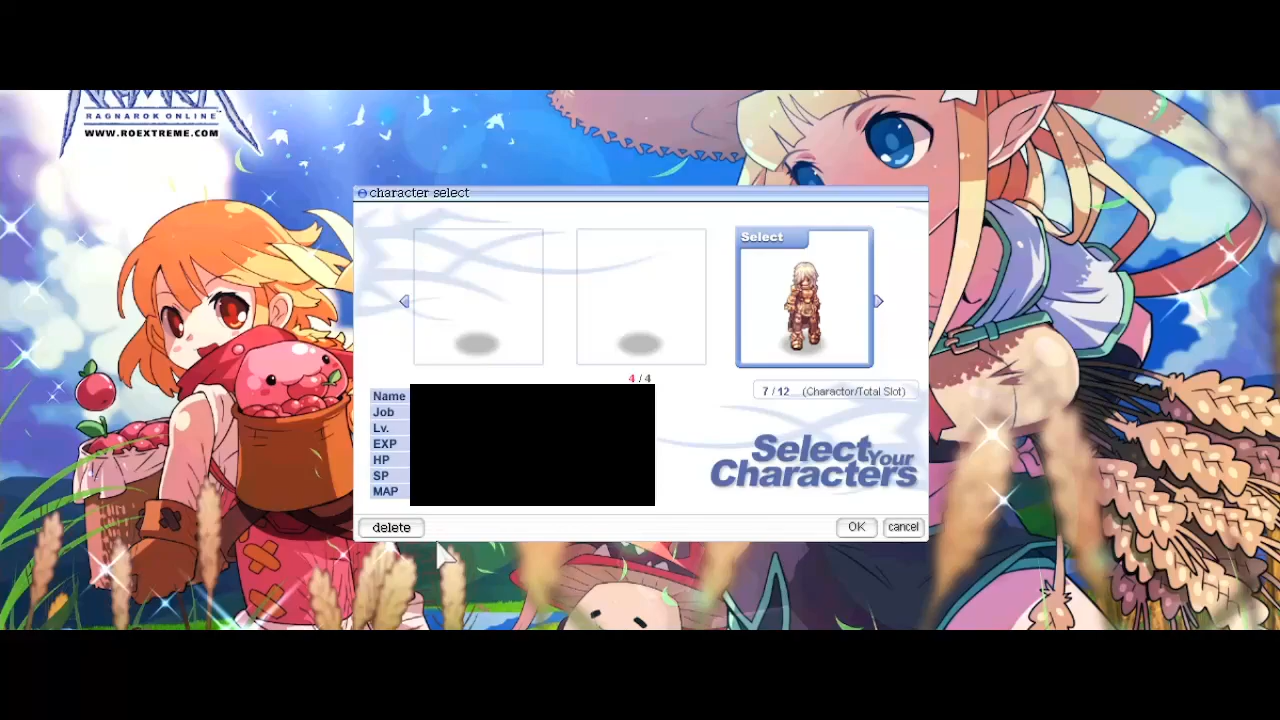 RAGNAROK ONLINE
WWW.ROEXTREME.COM
character select
Select
4 / 4
7 / 12 (Charactor/Total Slot)
Name
Job
Lv.
EXP
HP
SP
MAP
Select Your
Characters
delete
OK
cancel